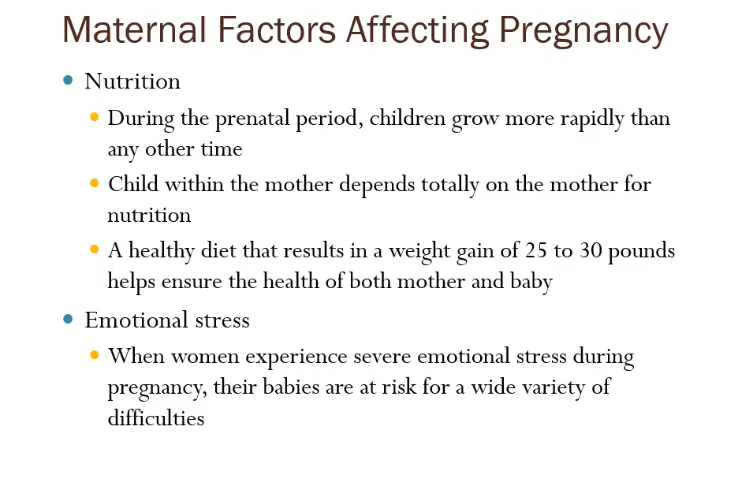 Maternal Factors Affecting Pregnancy
• Nutrition
• During the prenatal period, children grow more rapidly than
any other time
• Child within the mother depends totally on the mother for
nutrition
• A healthy diet that results in a weight gain of 25 to 30 pounds
helps ensure the health of both mother and baby
• Emotional stress
• When women experience severe emotional stress during
pregnancy, their babies are at risk for a wide variety of
difficulties